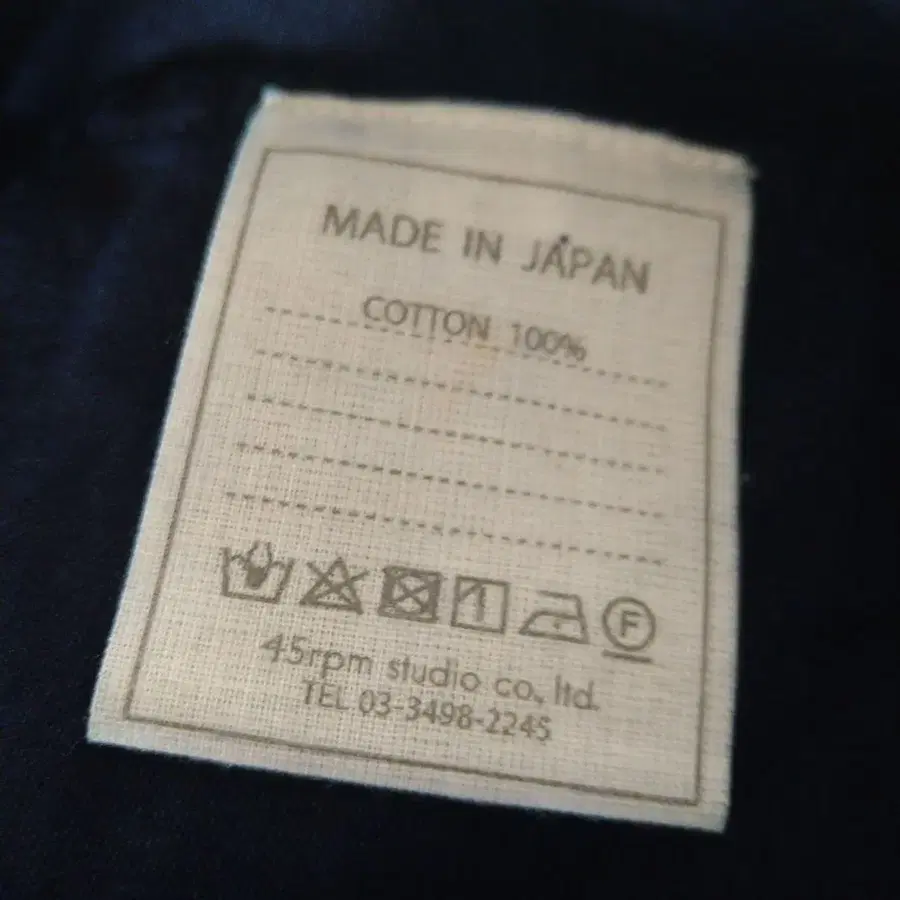 MADE IN JAPAN
COTTON 100%
F
45rpm studio co., ltd.
TEL 03-3498-2245